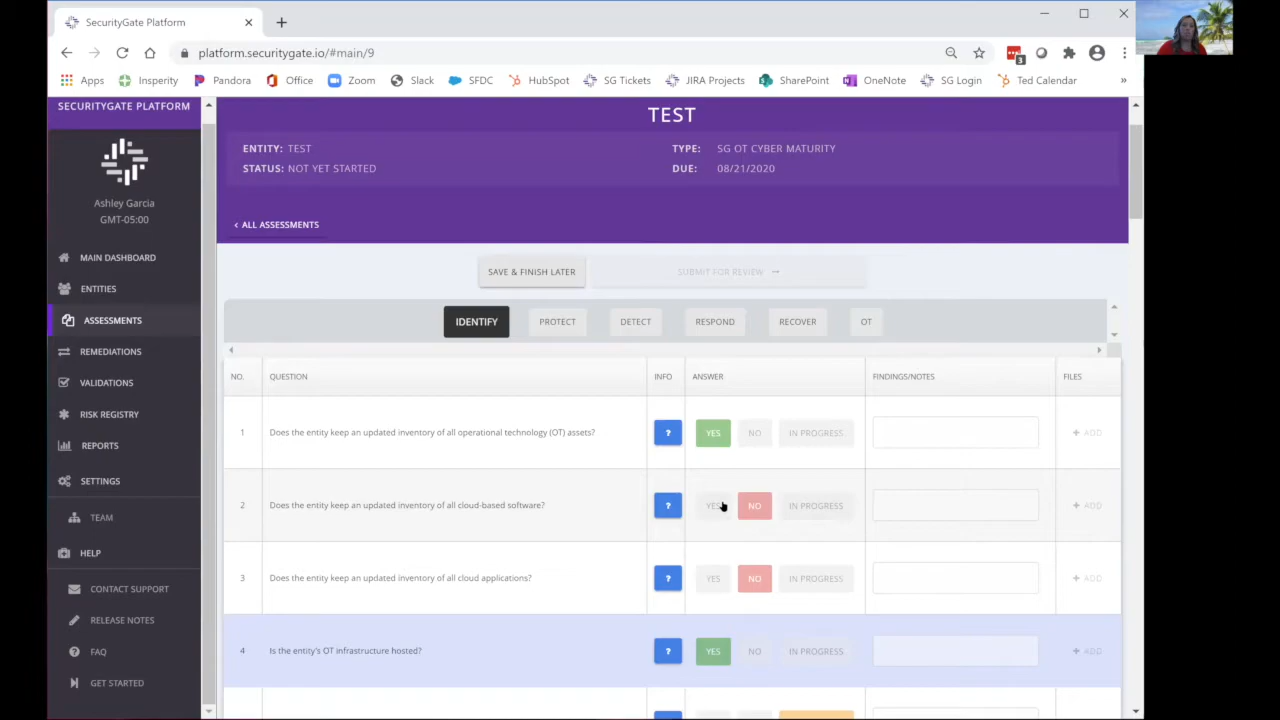 SecurityGate Platform
platform.securitygate.io/#main/9
3
Apps Insperity Pandora Office Zoom Slack SFDC HubSpot SG Tickets JIRA Projects SharePoint OneNote SG Login Ted Calendar »
SECURITYGATE PLATFORM
Ashley Garcia
GMT-05:00
MAIN DASHBOARD
ENTITIES
ASSESSMENTS
REMEDIATIONS
VALIDATIONS
RISK REGISTRY
REPORTS
SETTINGS
TEAM
HELP
CONTACT SUPPORT
RELEASE NOTES
FAQ
GET STARTED
TEST
ENTITY: TEST
STATUS: NOT YET STARTED
TYPE: SG OT CYBER MATURITY
DUE: 08/21/2020
‹ ALL ASSESSMENTS
SAVE & FINISH LATER SUBMIT FOR REVIEW →
IDENTIFY PROTECT DETECT RESPOND RECOVER OT
NO. QUESTION INFO ANSWER FINDINGS/NOTES FILES
1 Does the entity keep an updated inventory of all operational technology (OT) assets? ? YES NO IN PROGRESS + ADD
2 Does the entity keep an updated inventory of all cloud-based software? ? YES NO IN PROGRESS + ADD
3 Does the entity keep an updated inventory of all cloud applications? ? YES NO IN PROGRESS + ADD
4 Is the entity's OT infrastructure hosted? ? YES NO IN PROGRESS + ADD